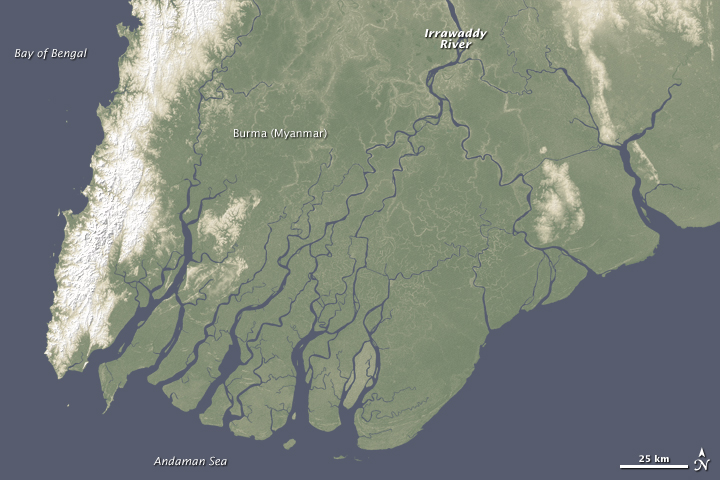 Irrawaddy
River
Bay of Bengal
Burma (Myanmar)
Andaman Sea
25 km
N